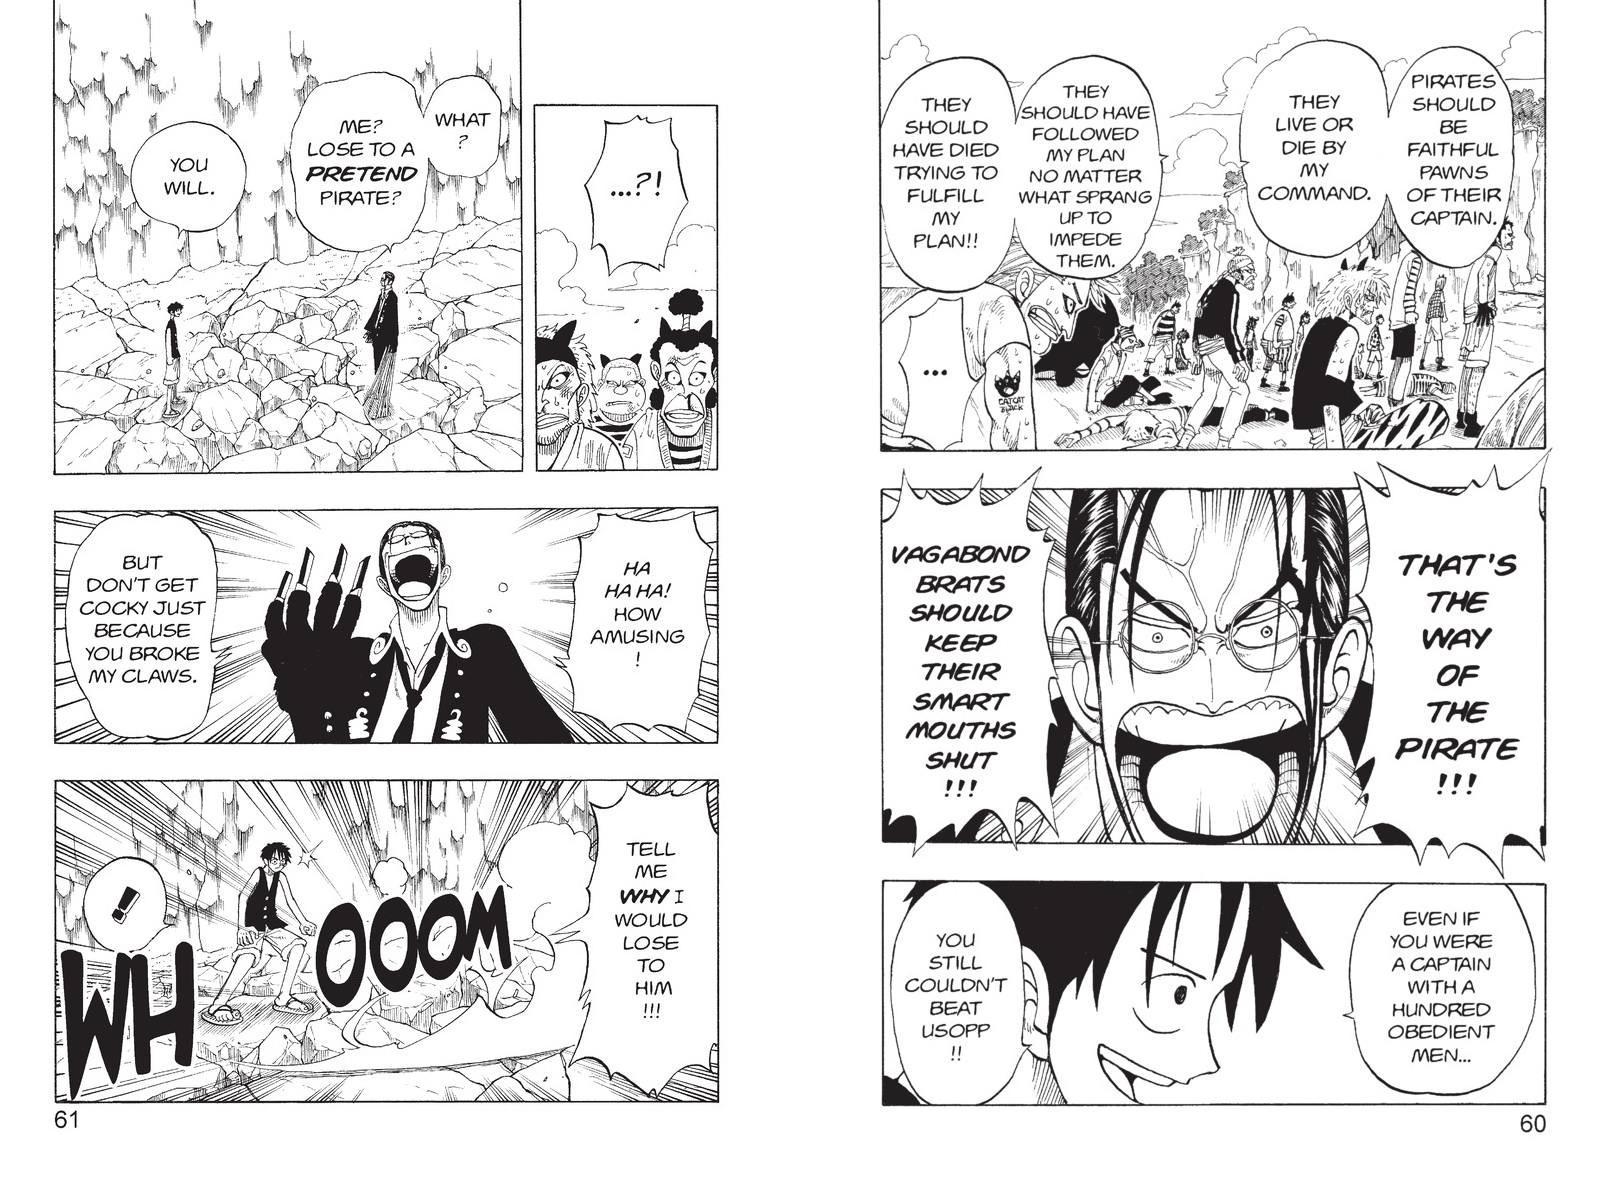 PIRATES
SHOULD
BE
FAITHFUL
PAWNS
OF THEIR
CAPTAIN.
THEY
LIVE OR
DIE BY
MY
COMMAND.
THEY
SHOULD HAVE
FOLLOWED
MY PLAN
NO MATTER
WHAT SPRANG
UP TO
IMPEDE
THEM.
THEY
SHOULD
HAVE DIED
TRYING TO
FULFILL
MY
PLAN!!
...
CATCAT
BLACK
THAT'S
THE
WAY
OF
THE
PIRATE
!!!
VAGABOND
BRATS
SHOULD
KEEP
THEIR
SMART
MOUTHS
SHUT
!!!
EVEN IF
YOU WERE
A CAPTAIN
WITH A
HUNDRED
OBEDIENT
MEN...
YOU
STILL
COULDN'T
BEAT
USOPP
!!
60
...?!
WHAT
?
ME?
LOSE TO A
PRETEND
PIRATE?
YOU
WILL.
HA
HA HA!
HOW
AMUSING
!
BUT
DON'T GET
COCKY JUST
BECAUSE
YOU BROKE
MY CLAWS.
TELL
ME
WHY I
WOULD
LOSE
TO
HIM
!!!
!
WHOOOM
61